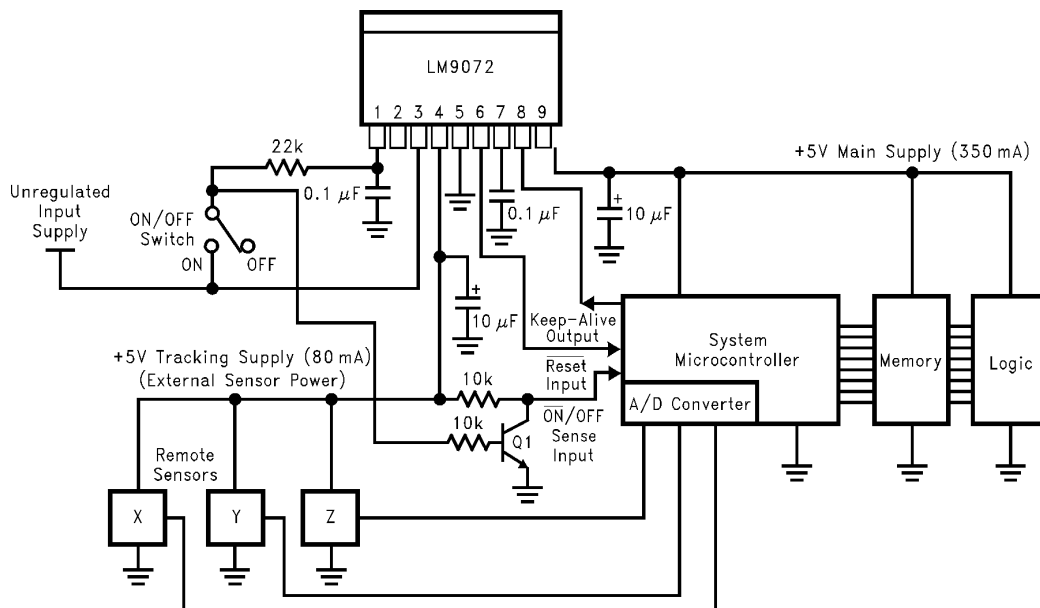 LM9072
1 2 3 4 5 6 7 8 9
22k
+5V Main Supply (350 mA)
Unregulated
Input
Supply
ON/OFF
Switch
ON
OFF
0.1 μF
0.1 μF
+
10 μF
+
10 μF
Keep-Alive
Output
System
Microcontroller
Memory
Logic
+5V Tracking Supply (80 mA)
(External Sensor Power)
Reset
Input
10k
A/D Converter
10k
Q1
ON/OFF
Sense
Input
Remote
Sensors
X
Y
Z